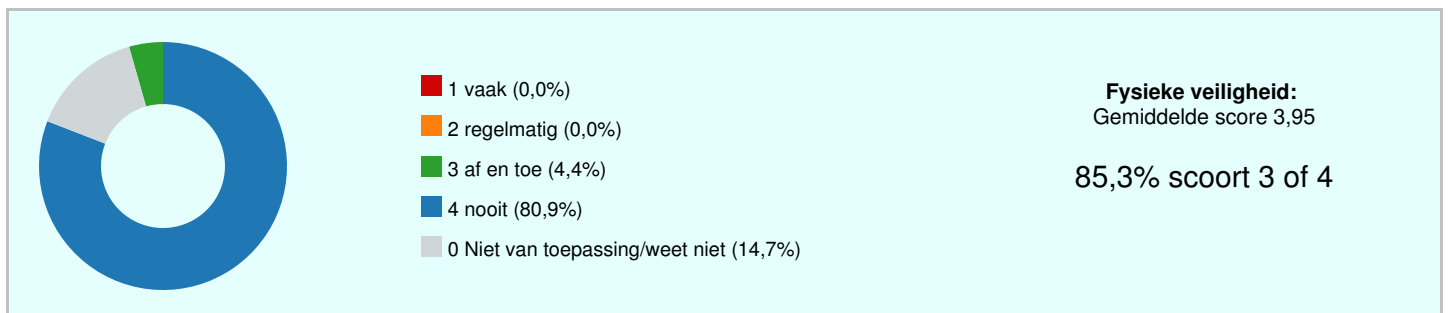 1 vaak (0,0%)
2 regelmatig (0,0%)
3 af en toe (4,4%)
4 nooit (80,9%)
0 Niet van toepassing/weet niet (14,7%)
Fysieke veiligheid:
Gemiddelde score 3,95
85,3% scoort 3 of 4